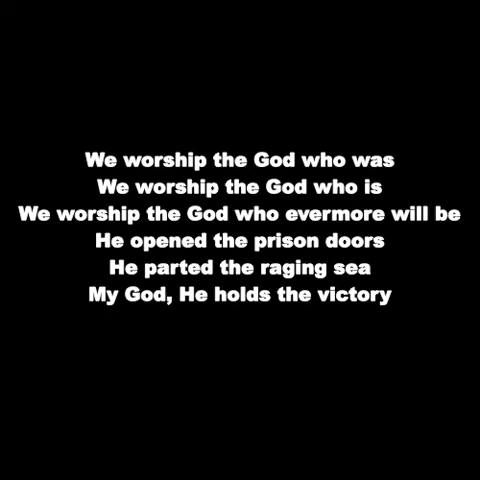 We worship the God who was
We worship the God who is
We worship the God who evermore will be
He opened the prison doors
He parted the raging sea
My God, He holds the victory